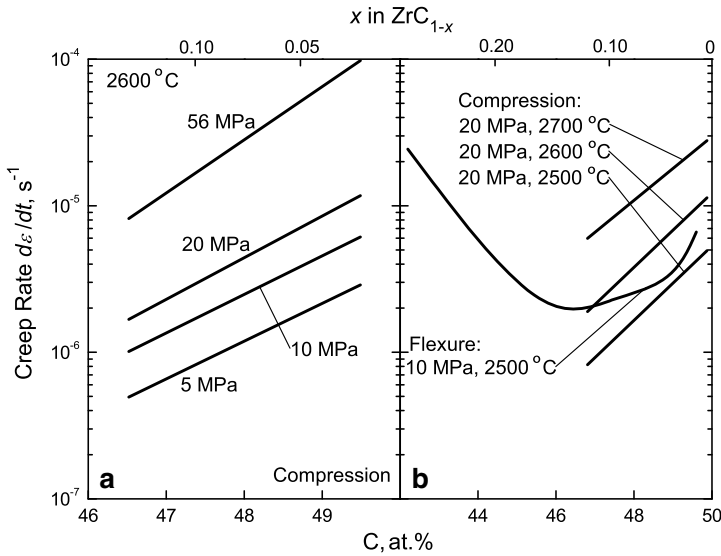 x in ZrC1-x
0.10 0.05 0.20 0.10 0
10-4
10-5
10-6
10-7
Creep Rate dε/dt, s-1
2600 °C
56 MPa
20 MPa
10 MPa
5 MPa
a
Compression
Compression:
20 MPa, 2700 °C
20 MPa, 2600 °C
20 MPa, 2500 °C
Flexure:
10 MPa, 2500 °C
b
46 47 48 49 44 46 48 50
C, at.%